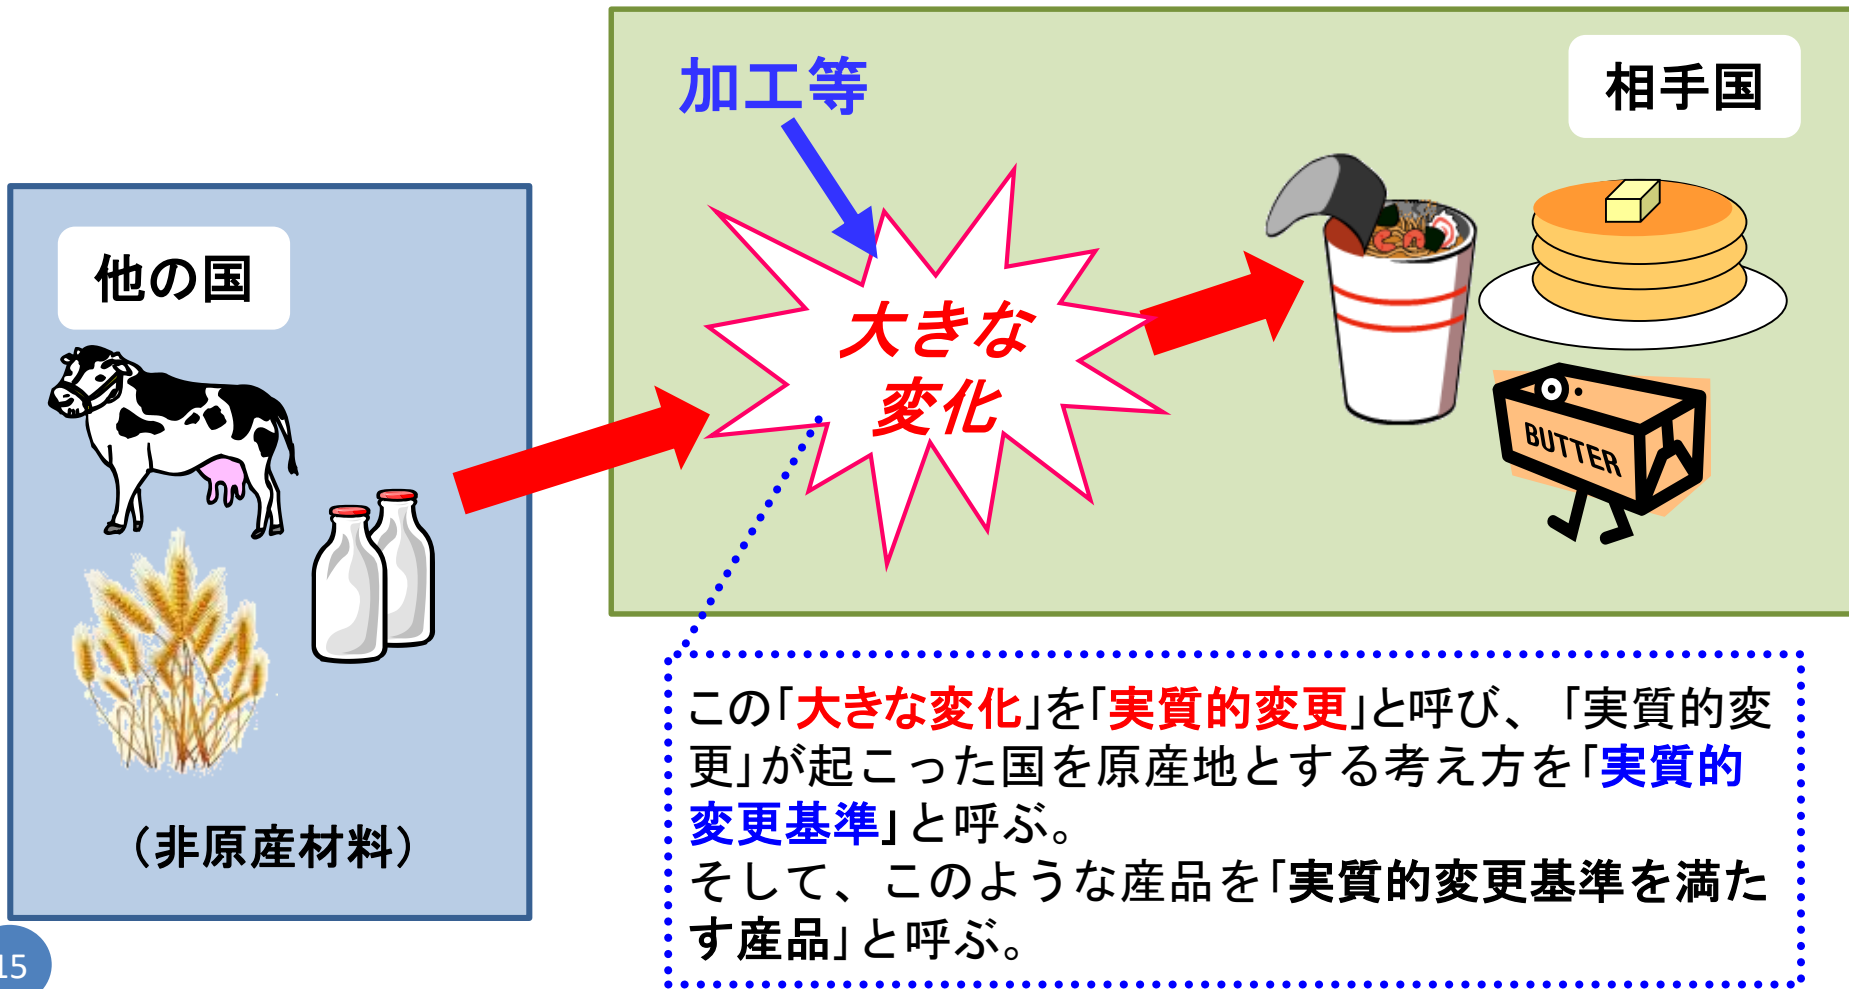 加工等
相手国
他の国
大きな
変化
BUTTER
(非原産材料)
この「大きな変化」を「実質的変更」と呼び、「実質的変
更」が起こった国を原産地とする考え方を「実質的
変更基準」と呼ぶ。
そして、このような産品を「実質的変更基準を満た
す産品」と呼ぶ。
15